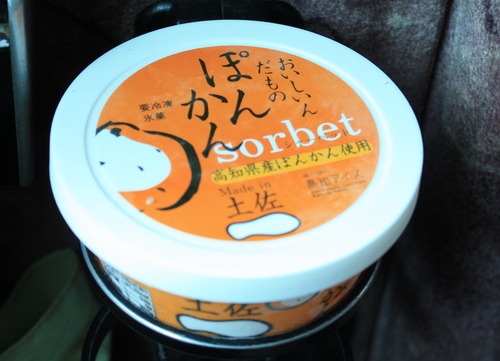 おいしいんだもの
ぽかんかん
sorbet
要冷凍
氷菓
高知県産ぽんかん使用
Made in
土佐
土佐